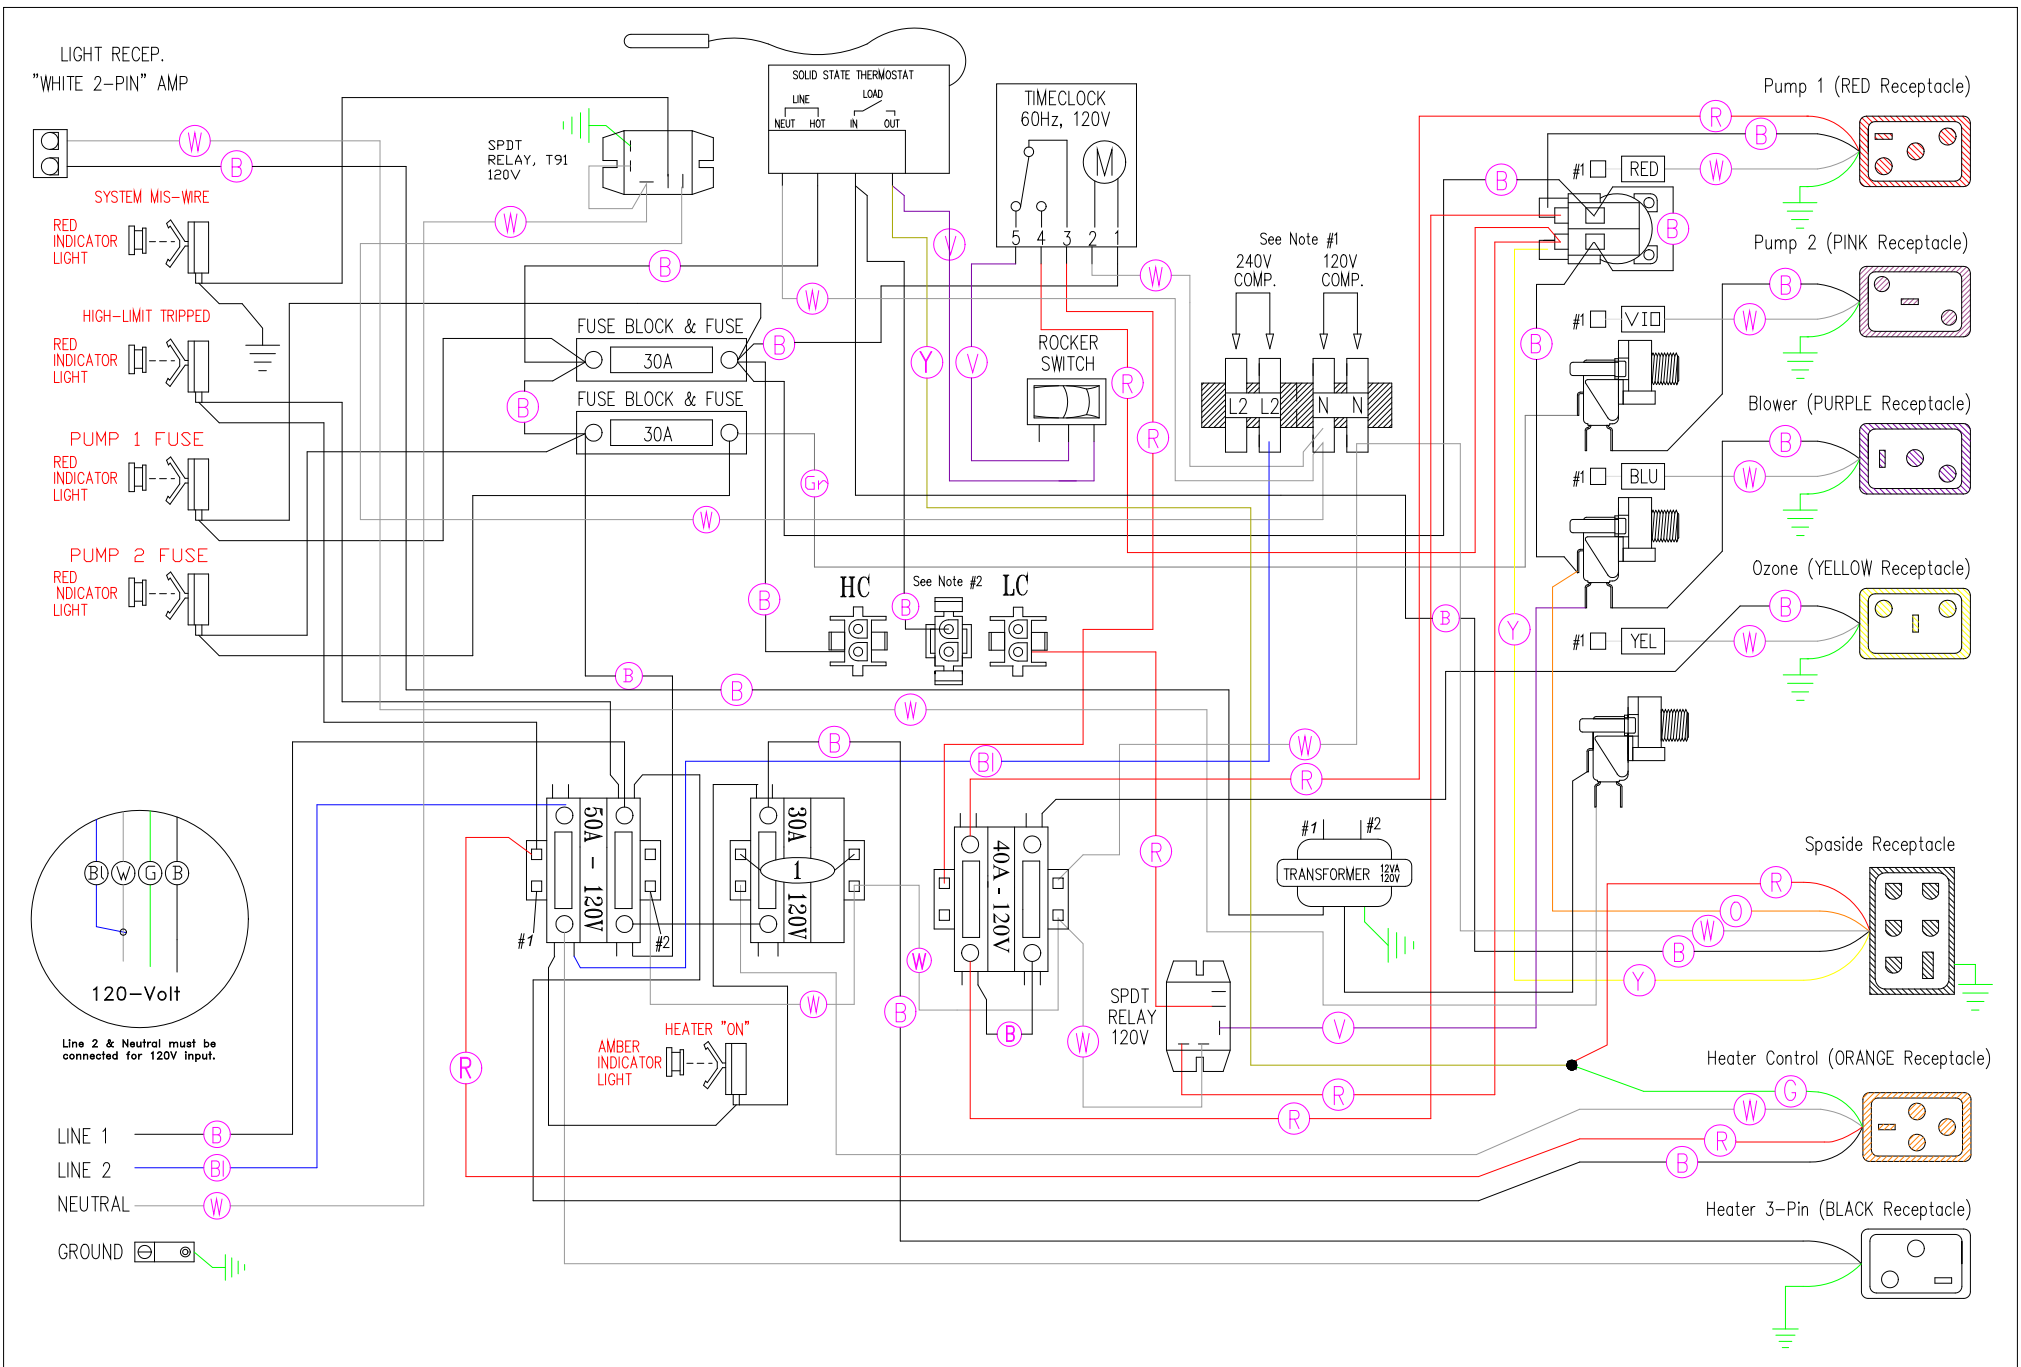 LIGHT RECEP.
"WHITE 2-PIN" AMP
W
B
SYSTEM MIS-WIRE
RED
INDICATOR
LIGHT
HIGH-LIMIT TRIPPED
RED
INDICATOR
LIGHT
PUMP 1 FUSE
RED
INDICATOR
LIGHT
PUMP 2 FUSE
RED
NDICATOR
LIGHT
SPDT
RELAY, T91
120V
W
B
SOLID STATE THERMOSTAT
LINE
LOAD
NEUT
HOT
IN
OUT
V
W
TIMECLOCK
60Hz, 120V
M
5
4
3
2
1
W
FUSE BLOCK & FUSE
30A
B
FUSE BLOCK & FUSE
30A
B
Gr
W
Y
V
ROCKER
SWITCH
R
R
See Note #1
240V
COMP.
120V
COMP.
L2
L2
N
N
HC
See Note #2
LC
B
B
B
B
W
B
Y
B
B
B
Pump 1 (RED Receptacle)
R
B
#1
RED
W
Pump 2 (PINK Receptacle)
B
#1
VIO
W
Blower (PURPLE Receptacle)
B
#1
BLU
W
Ozone (YELLOW Receptacle)
B
#1
YEL
W
B
Bl
W
R
50A - 120V
#1
#2
30A
1
120V
40A-120V
W
W
B
B
W
R
TRANSFORMER
12VA
120V
#1
#2
SPDT
RELAY
120V
V
R
R
Spaside Receptacle
R
O
W
B
Y
Heater Control (ORANGE Receptacle)
G
W
R
B
Heater 3-Pin (BLACK Receptacle)
HEATER "ON"
AMBER
INDICATOR
LIGHT
R
Bl
W
G
B
120-Volt
Line 2 & Neutral must be
connected for 120V input.
LINE 1
B
LINE 2
Bl
NEUTRAL
W
GROUND